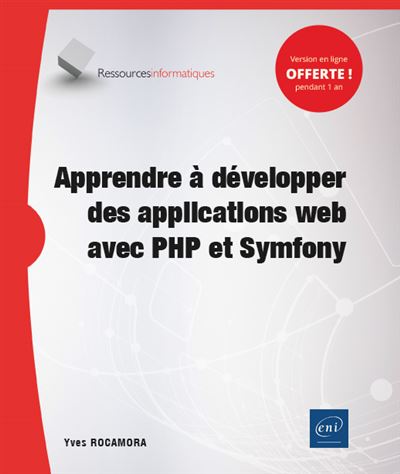 Ressourcesinformatiques
Version en ligne
OFFERTE !
pendant 1 an
Apprendre à développer
des applications web
avec PHP et Symfony
Yves ROCAMORA
eni